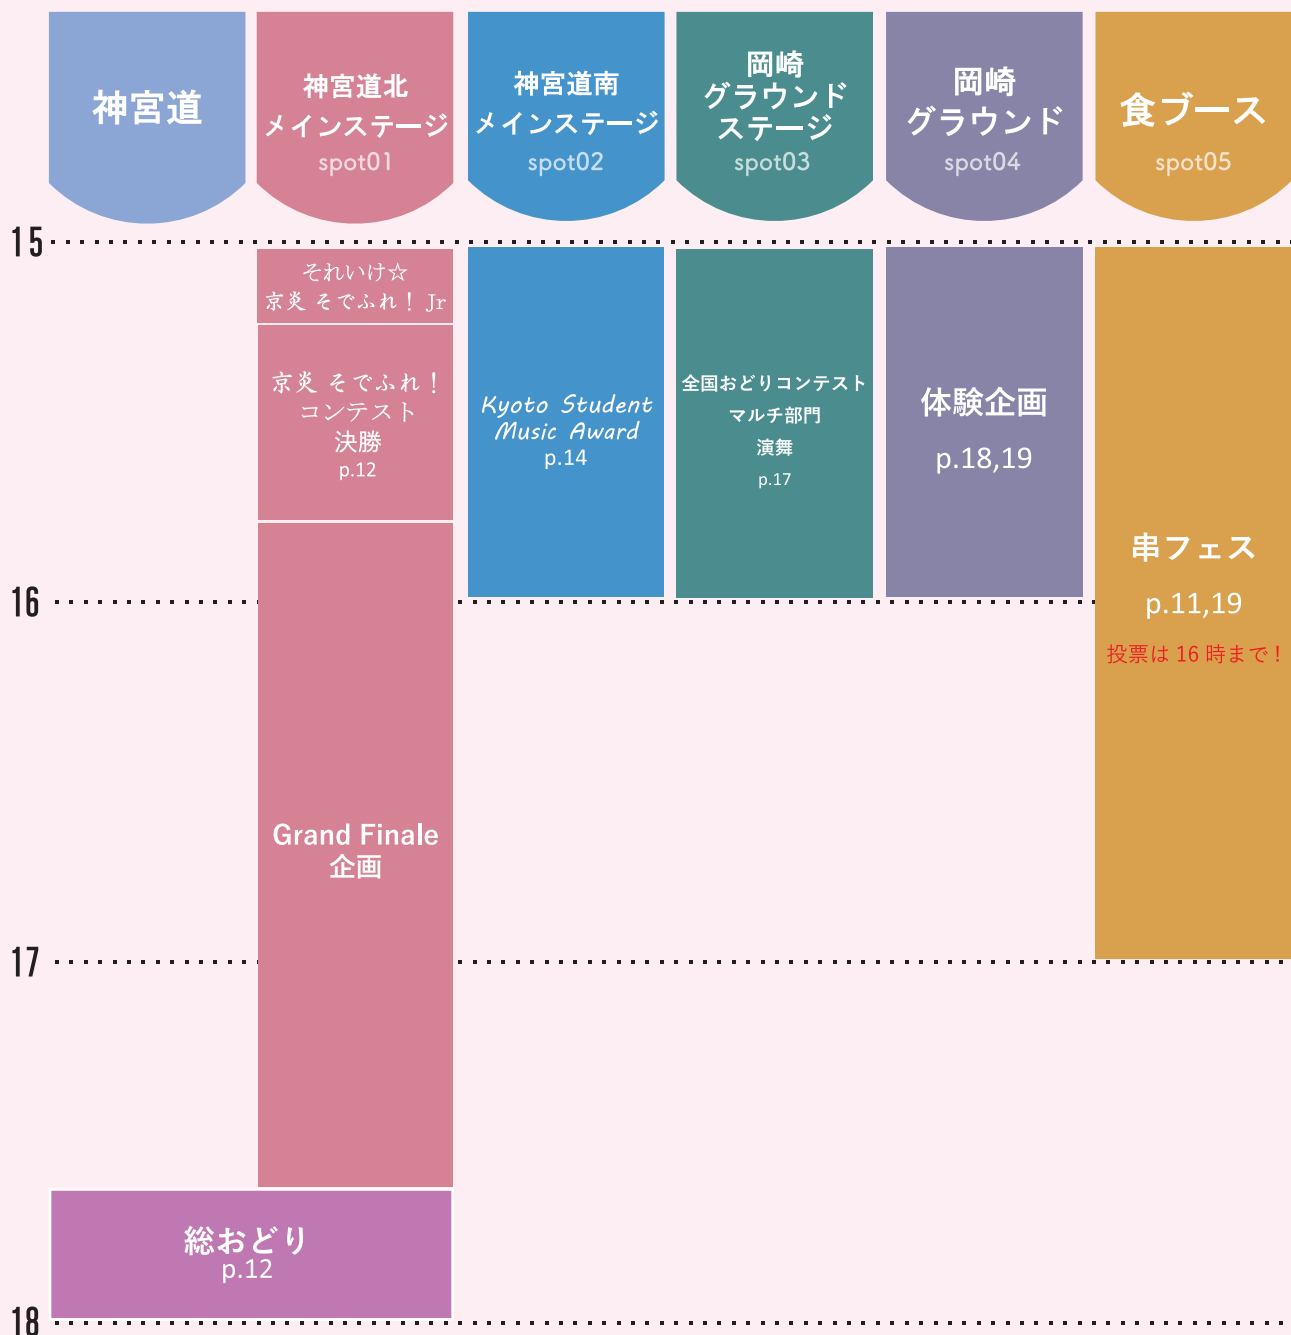 神宮道
神宮道北
メインステージ
spot01
神宮道南
メインステージ
spot02
岡崎
グラウンド
ステージ
spot03
岡崎
グラウンド
spot04
食ブース
spot05
15
それいけ☆
京炎 そでふれ！ Jr
京炎 そでふれ！
コンテスト
決勝
p.12
Kyoto Student
Music Award
p.14
全国おどりコンテスト
マルチ部門
演舞
p.17
体験企画
p.18,19
串フェス
p.11,19
投票は 16 時まで！
16
Grand Finale
企画
17
総おどり
p.12
18